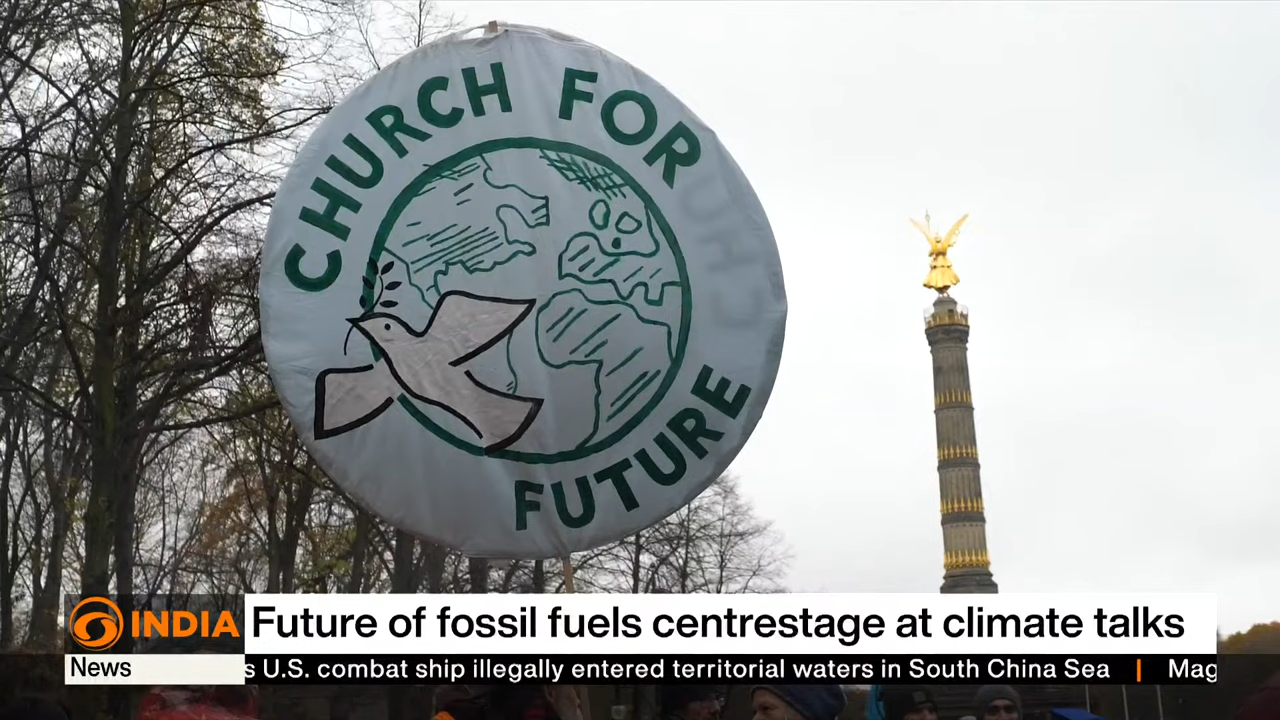 CHURCH FOR
FUTURE
INDIA
Future of fossil fuels centrestage at climate talks
News
s U.S. combat ship illegally entered territorial waters in South China Sea | Mag